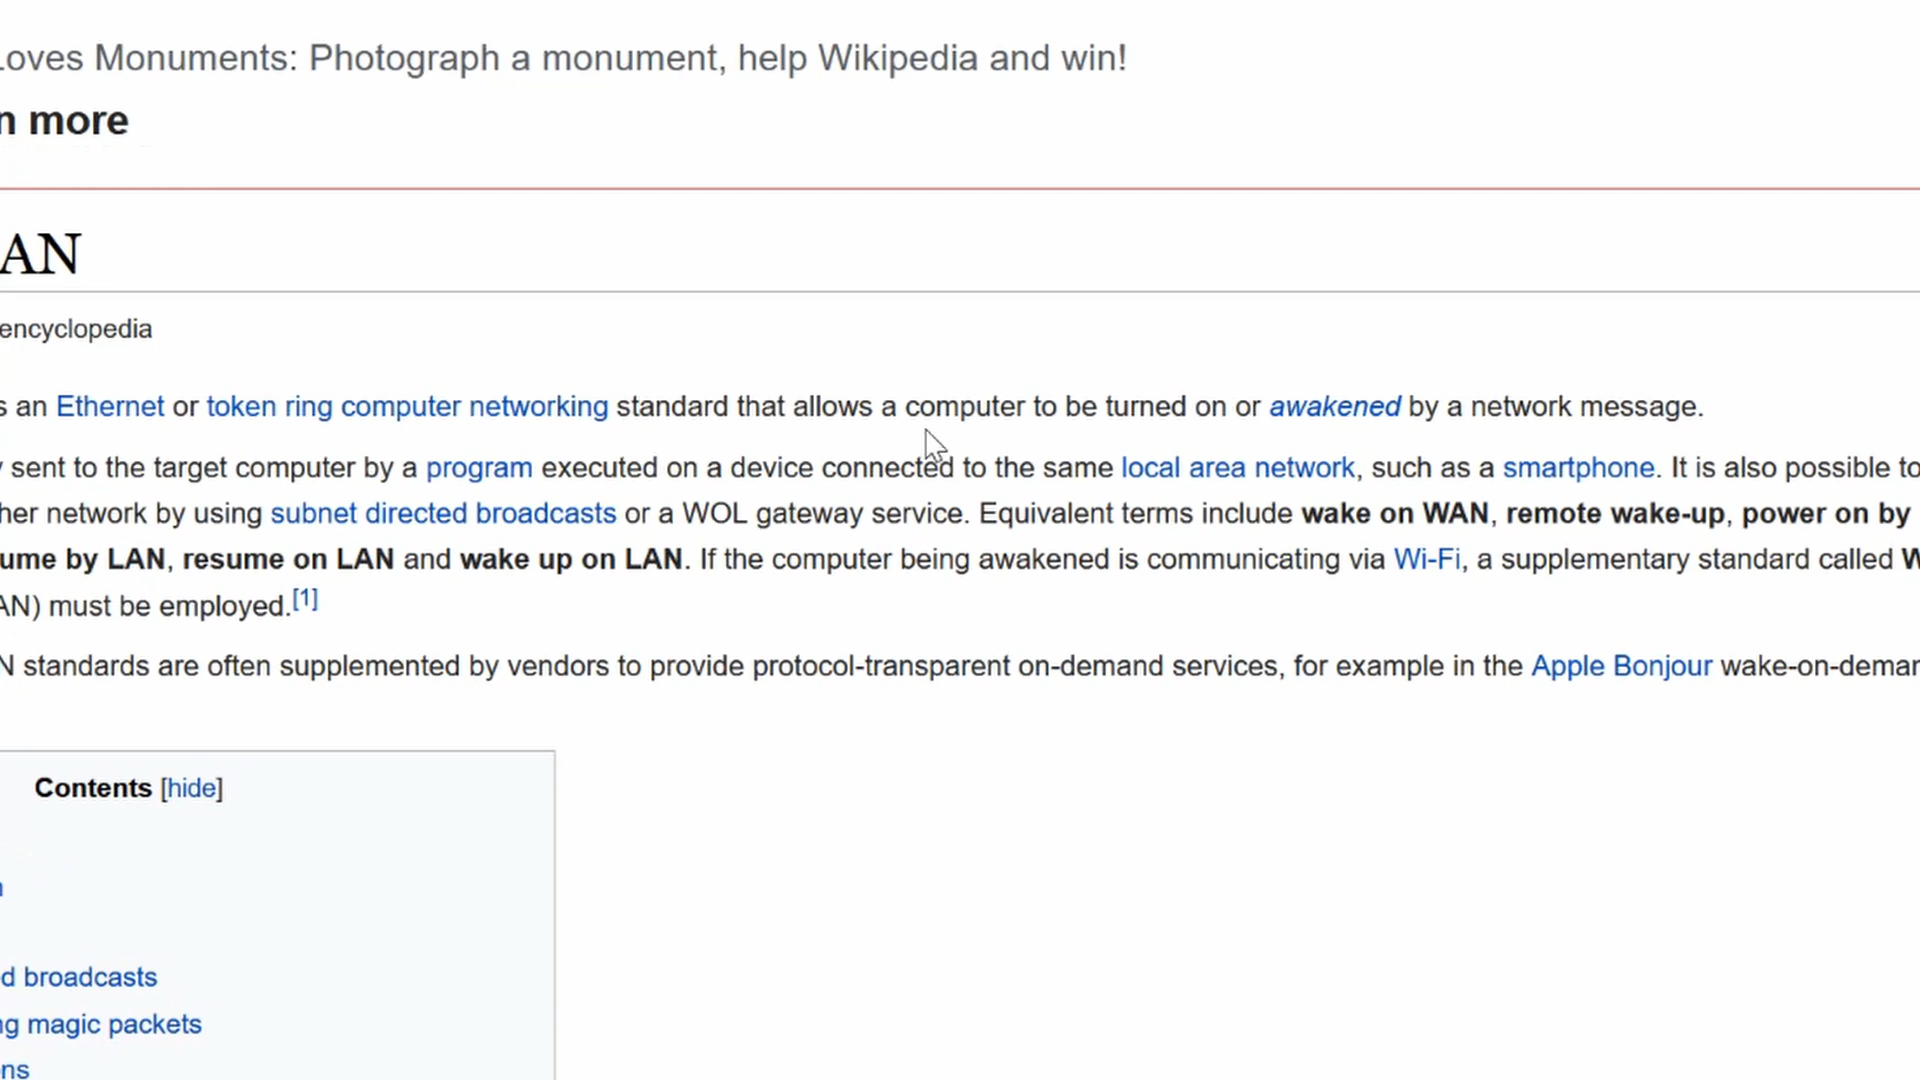 Loves Monuments: Photograph a monument, help Wikipedia and win!
n more
AN
encyclopedia
s an Ethernet or token ring computer networking standard that allows a computer to be turned on or awakened by a network message.
y sent to the target computer by a program executed on a device connected to the same local area network, such as a smartphone. It is also possible to
her network by using subnet directed broadcasts or a WOL gateway service. Equivalent terms include wake on WAN, remote wake-up, power on by
ume by LAN, resume on LAN and wake up on LAN. If the computer being awakened is communicating via Wi-Fi, a supplementary standard called W
AN) must be employed.[1]
N standards are often supplemented by vendors to provide protocol-transparent on-demand services, for example in the Apple Bonjour wake-on-deman
Contents [hide]
n
d broadcasts
ng magic packets
ons